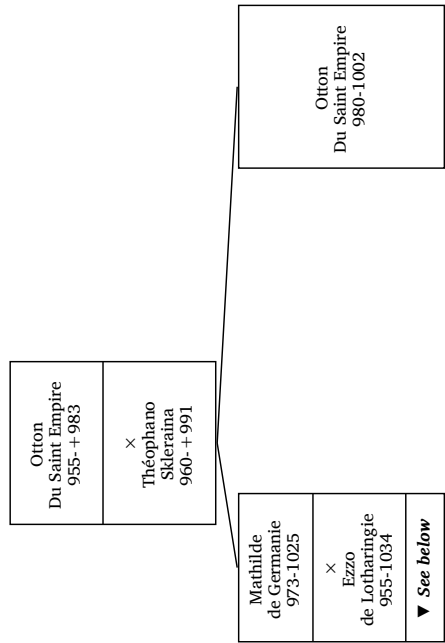 Otton
Du Saint Empire
955-+983
×
Théophano
Skleraina
960-+991
Mathilde
de Germanie
973-1025
×
Ezzo
de Lotharingie
955-1034
▼ See below
Otton
Du Saint Empire
980-1002